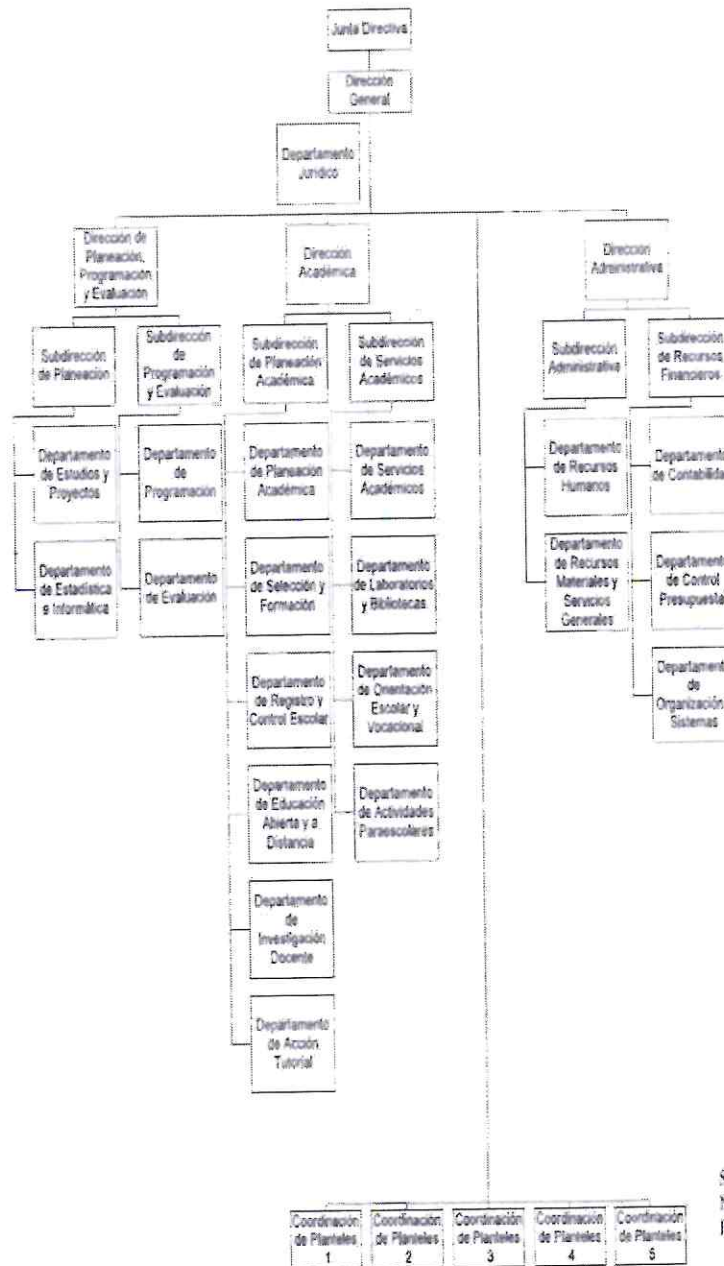 Junta Directiva
Dirección
General
Departamento
Jurídico
Dirección de
Planeación,
Programación
y Evaluación
Dirección
Académica
Dirección
Administrativa
Subdirección
de Planeación
Subdirección
de
Programación
y Evaluación
Subdirección
de Planeación
Académica
Subdirección
de Servicios
Académicos
Subdirección
Administrativa
Subdirección
de Recursos
Financieros
Departamento
de Estudios y
Proyectos
Departamento
de
Programación
Departamento
de Planeación
Académica
Departamento
de Servicios
Académicos
Departamento
de Recursos
Humanos
Departamento
de Contabilida
Departamento
de Estadística
e Informática
Departamento
de Evaluación
Departamento
de Selección y
Formación
Departamento
de Laboratorios
y Bibliotecas
Departamento
de Recursos
Materiales y
Servicios
Generales
Departamento
de Control
Presupuestal
Departamento
de Registro y
Control Escolar
Departamento
de Orientación
Escolar y
Vocacional
Departamento
de
Organización
Sistemas
Departamento
de Educación
Abierta y a
Distancia
Departamento
de Actividades
Paraescolares
Departamento
de
Investigación
Docente
Departamento
de Acción
Tutorial
Coordinación
de Planteles
1
Coordinación
de Planteles
2
Coordinación
de Planteles
3
Coordinación
de Planteles
4
Coordinación
de Planteles
5